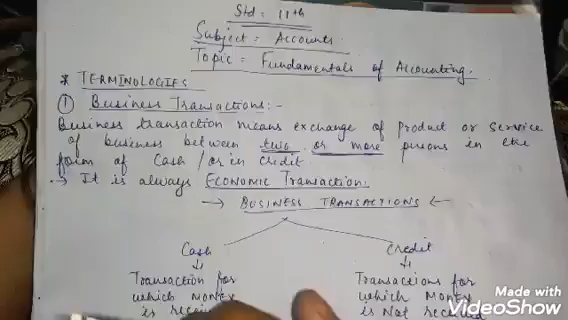 Std = 11th
Subject = Accounts
Topic = Fundamentals of Accounting.
* TERMINOLOGIES
① Business Transactions :-
Business transaction means exchange of product or service
of business between two or more persons in the
form of Cash / or in credit.
→ It is always ECONOMIC Transaction.
→ BUSINESS TRANSACTIONS ←
Cash Credit
Transaction for Transactions for
which Money which Money
is is Not received
Made with
VideoShow